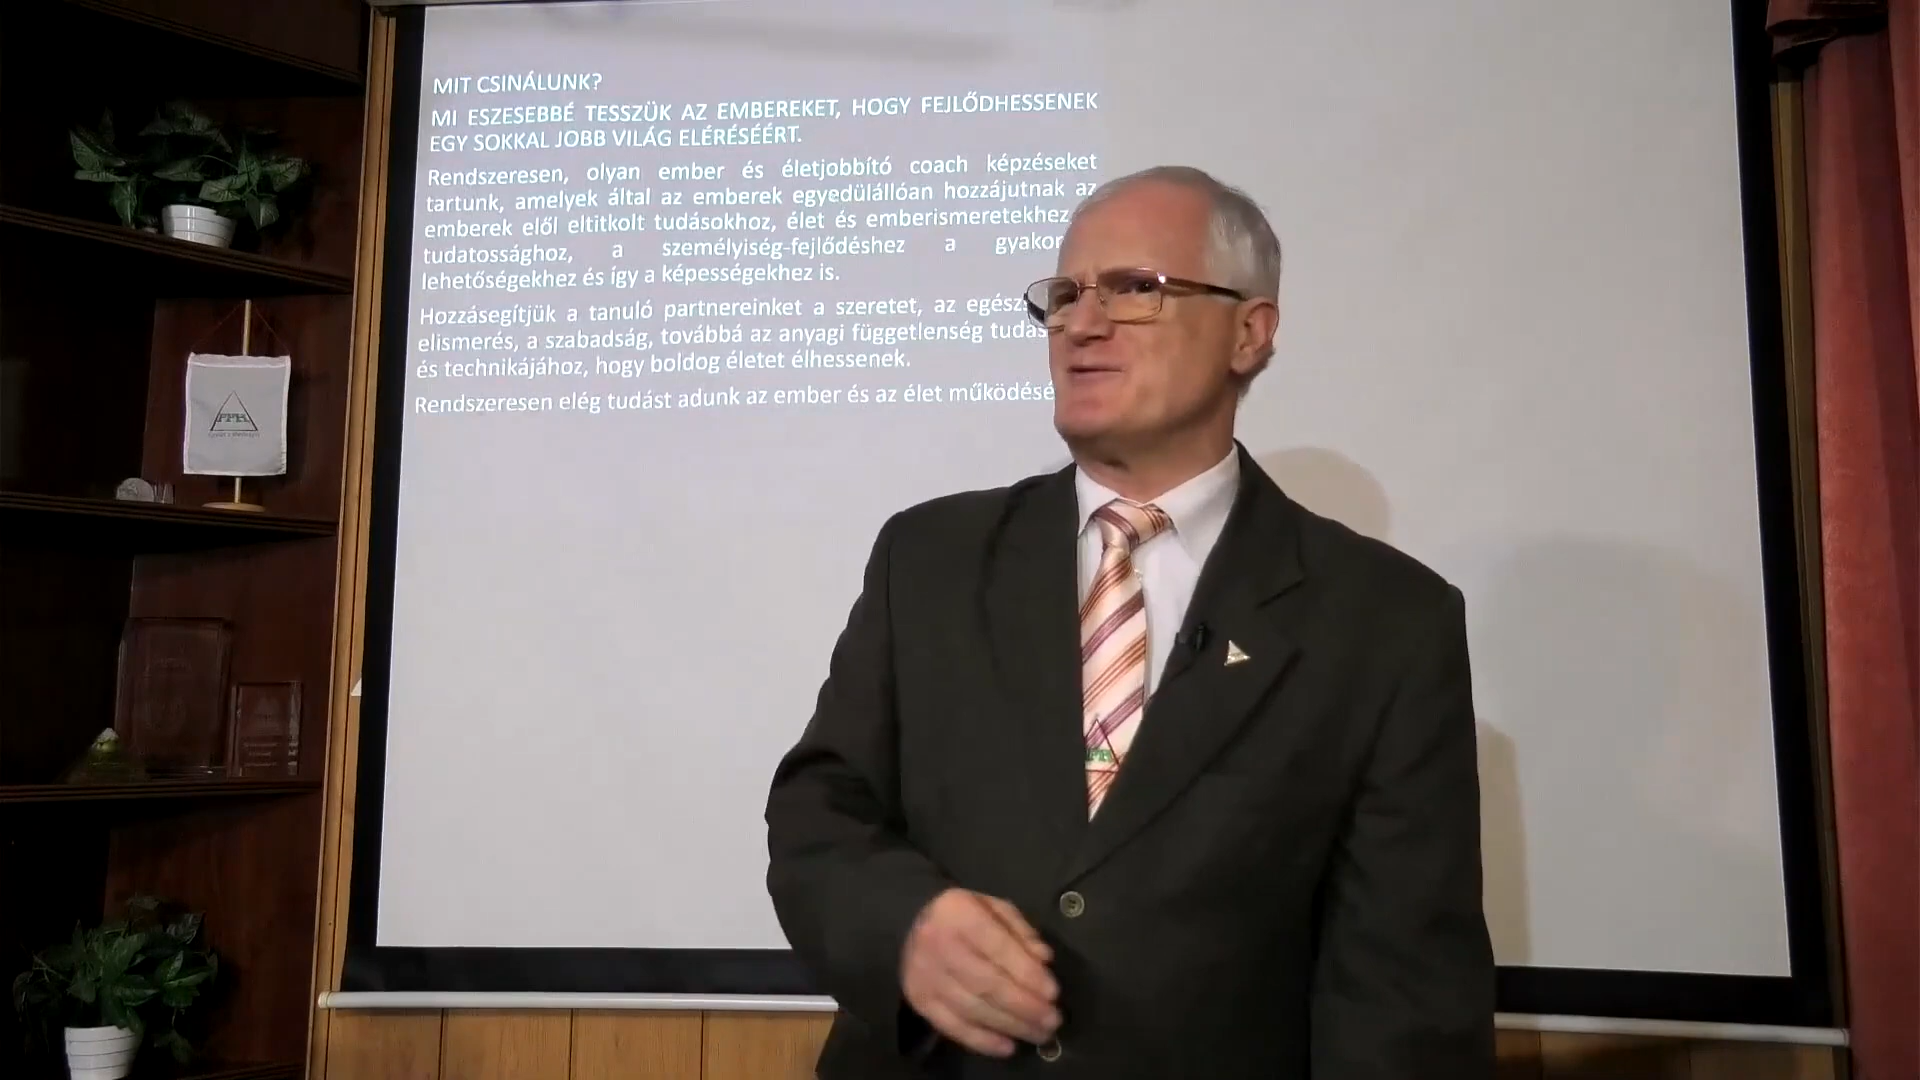 MIT CSINÁLUNK?
MI ESZESEBBÉ TESSZÜK AZ EMBEREKET, HOGY FEJLŐDHESSENEK
EGY SOKKAL JOBB VILÁG ELÉRÉSÉÉRT.
Rendszeresen, olyan ember és életjobbító coach képzéseket
tartunk, amelyek által az emberek egyedülállóan hozzájutnak az
emberek elől eltitkolt tudásokhoz, élet és emberismeretekhez
tudatossághoz, a személyiség-fejlődéshez a
lehetőségekhez és így a képességekhez is.
Hozzásegítjük a tanuló partnereinket a szeretet, az
elismerés, a szabadság, továbbá az anyagi függetlenség
és technikájához, hogy boldog életet élhessenek.
Rendszeresen elég tudást adunk az ember és az élet